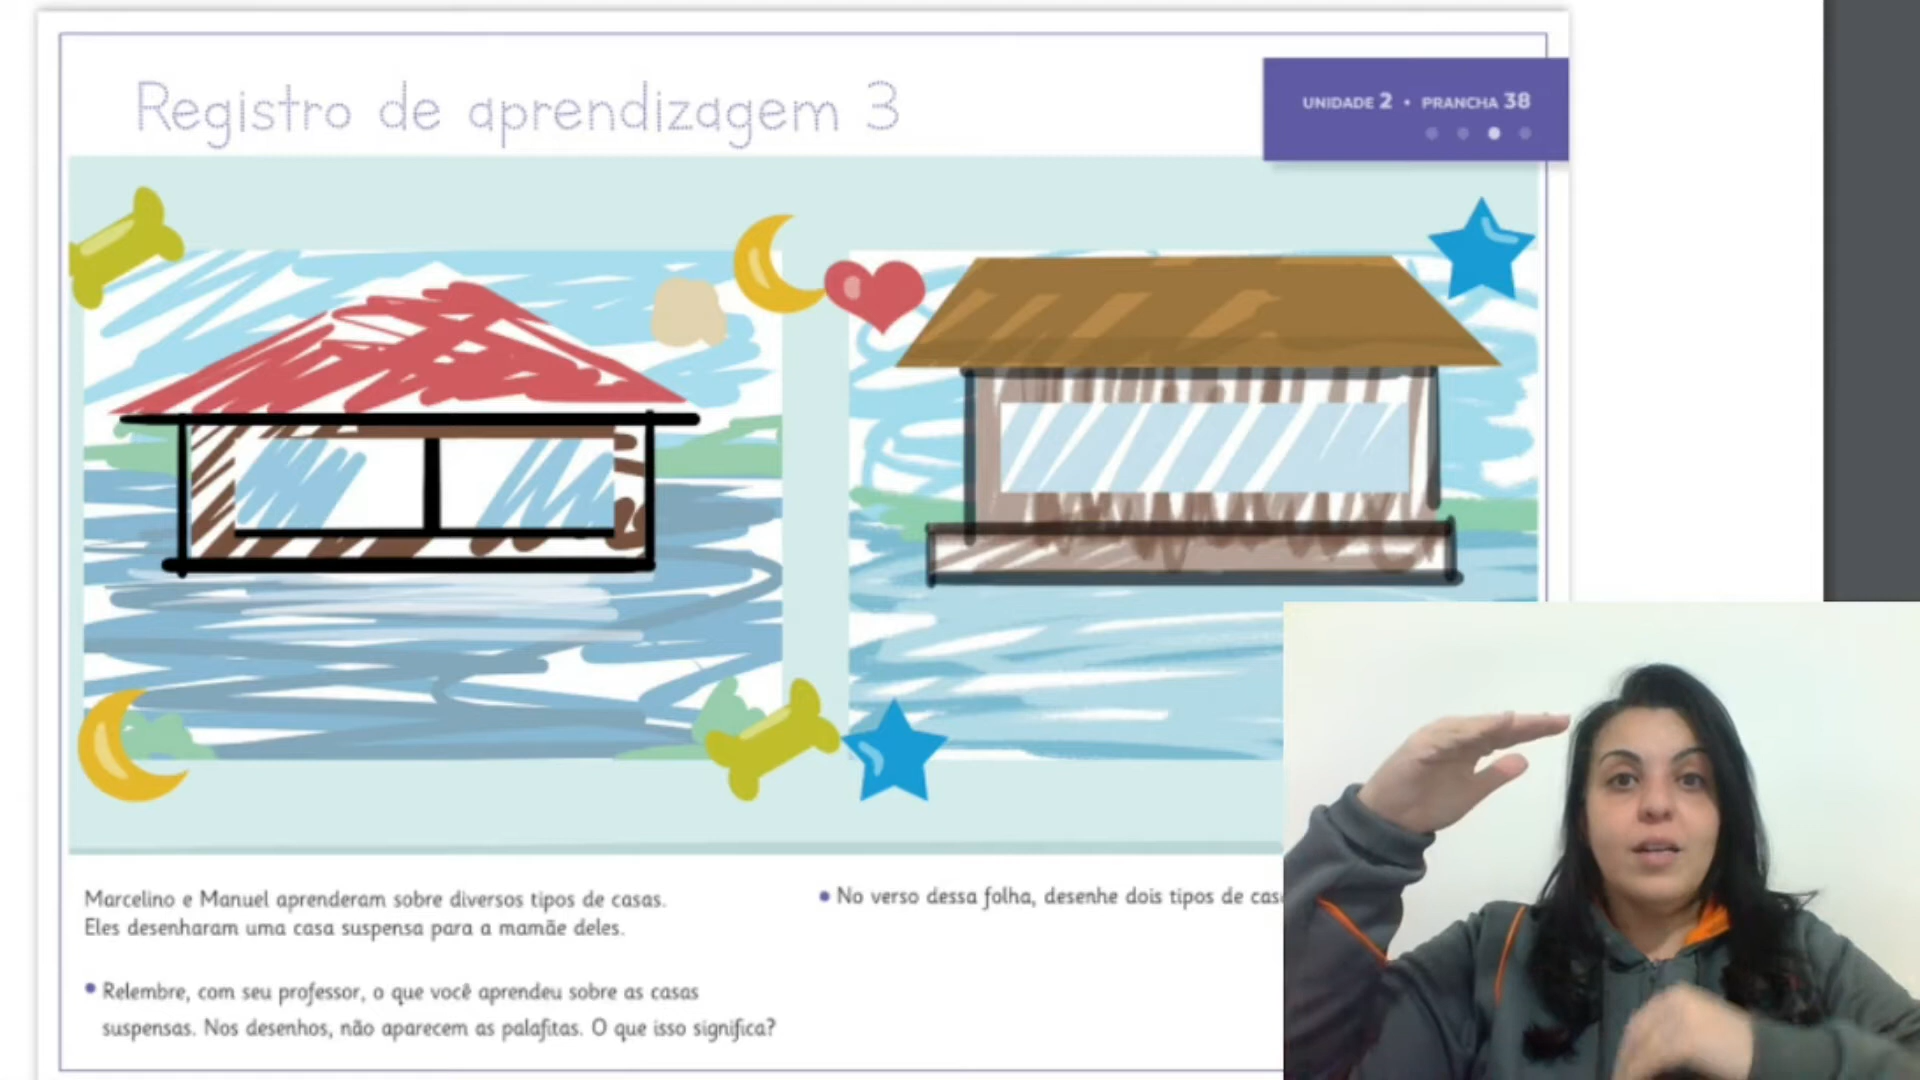 Registro de aprendizagem 3
UNIDADE 2 • PRANCHA 38
Marcelino e Manuel aprenderam sobre diversos tipos de casas.
Eles desenharam uma casa suspensa para a mamãe deles.
• Relembre, com seu professor, o que você aprendeu sobre as casas
suspensas. Nos desenhos, não aparecem as palafitas. O que isso significa?
• No verso dessa folha, desenhe dois tipos de